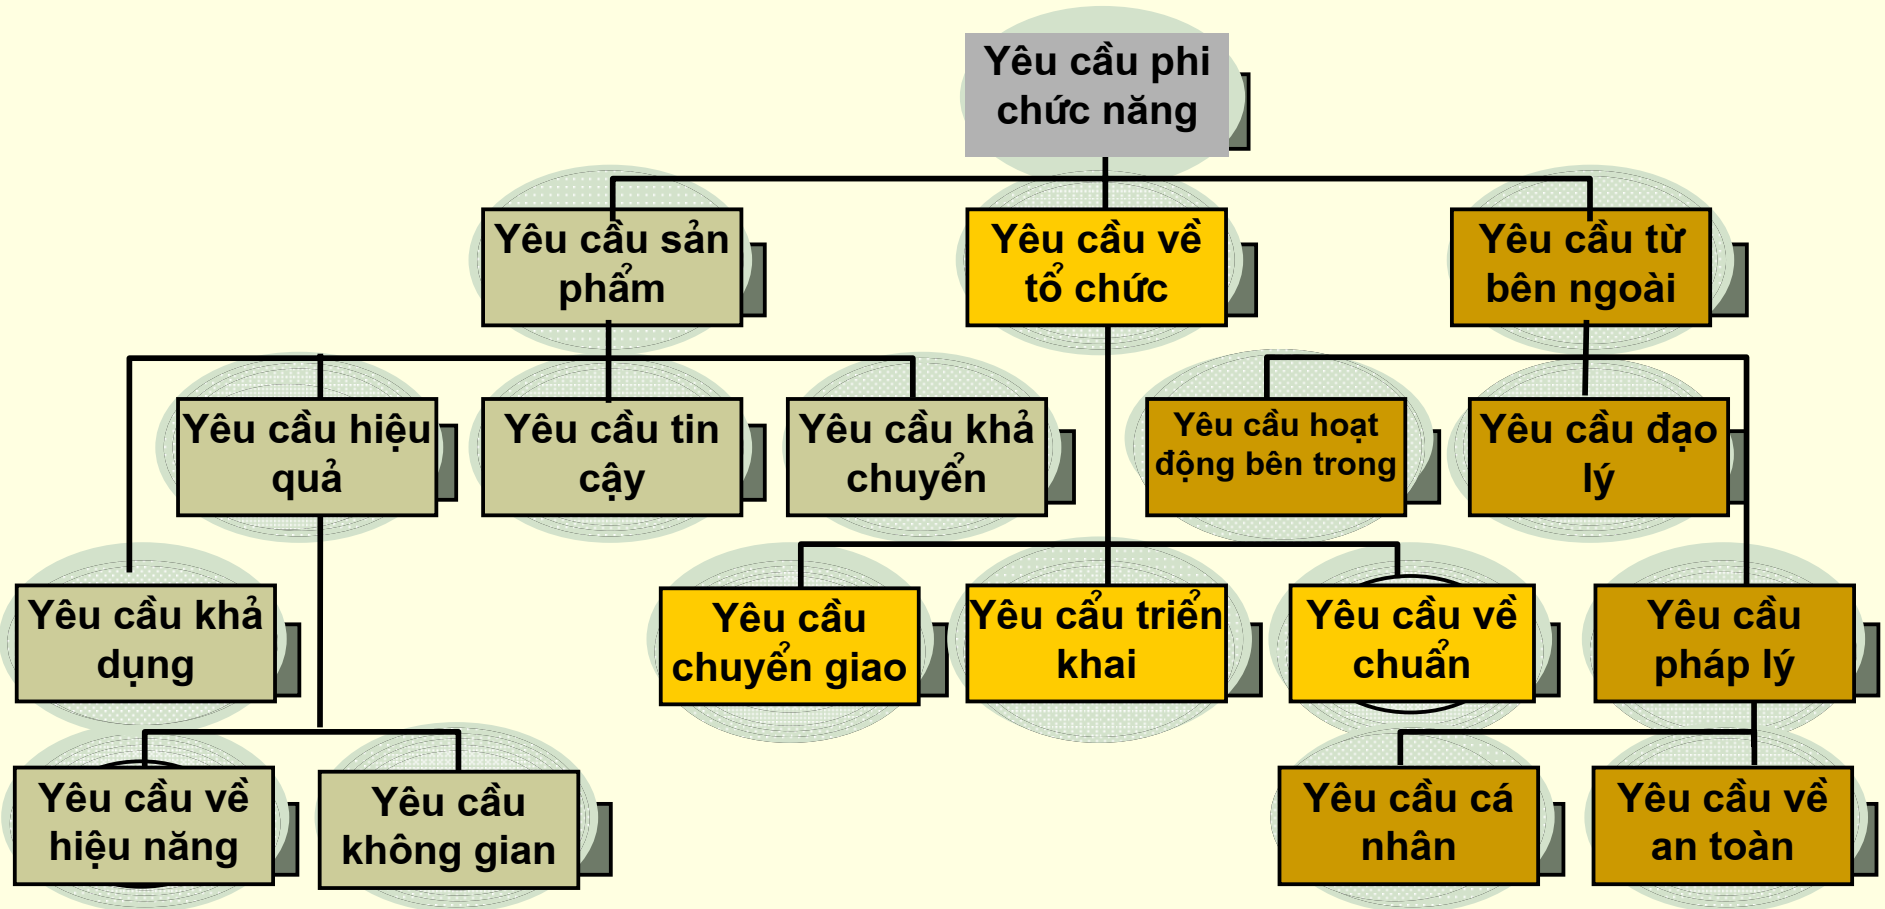 Yêu cầu phi
chức năng
Yêu cầu sản
phẩm
Yêu cầu về
tổ chức
Yêu cầu từ
bên ngoài
Yêu cầu hiệu
quả
Yêu cầu tin
cậy
Yêu cầu khả
chuyển
Yêu cầu hoạt
động bên trong
Yêu cầu đạo
lý
Yêu cầu khả
dụng
Yêu cầu
chuyển giao
Yêu cẩu triển
khai
Yêu cầu về
chuẩn
Yêu cầu
pháp lý
Yêu cầu về
hiệu năng
Yêu cầu
không gian
Yêu cầu cá
nhân
Yêu cầu về
an toàn